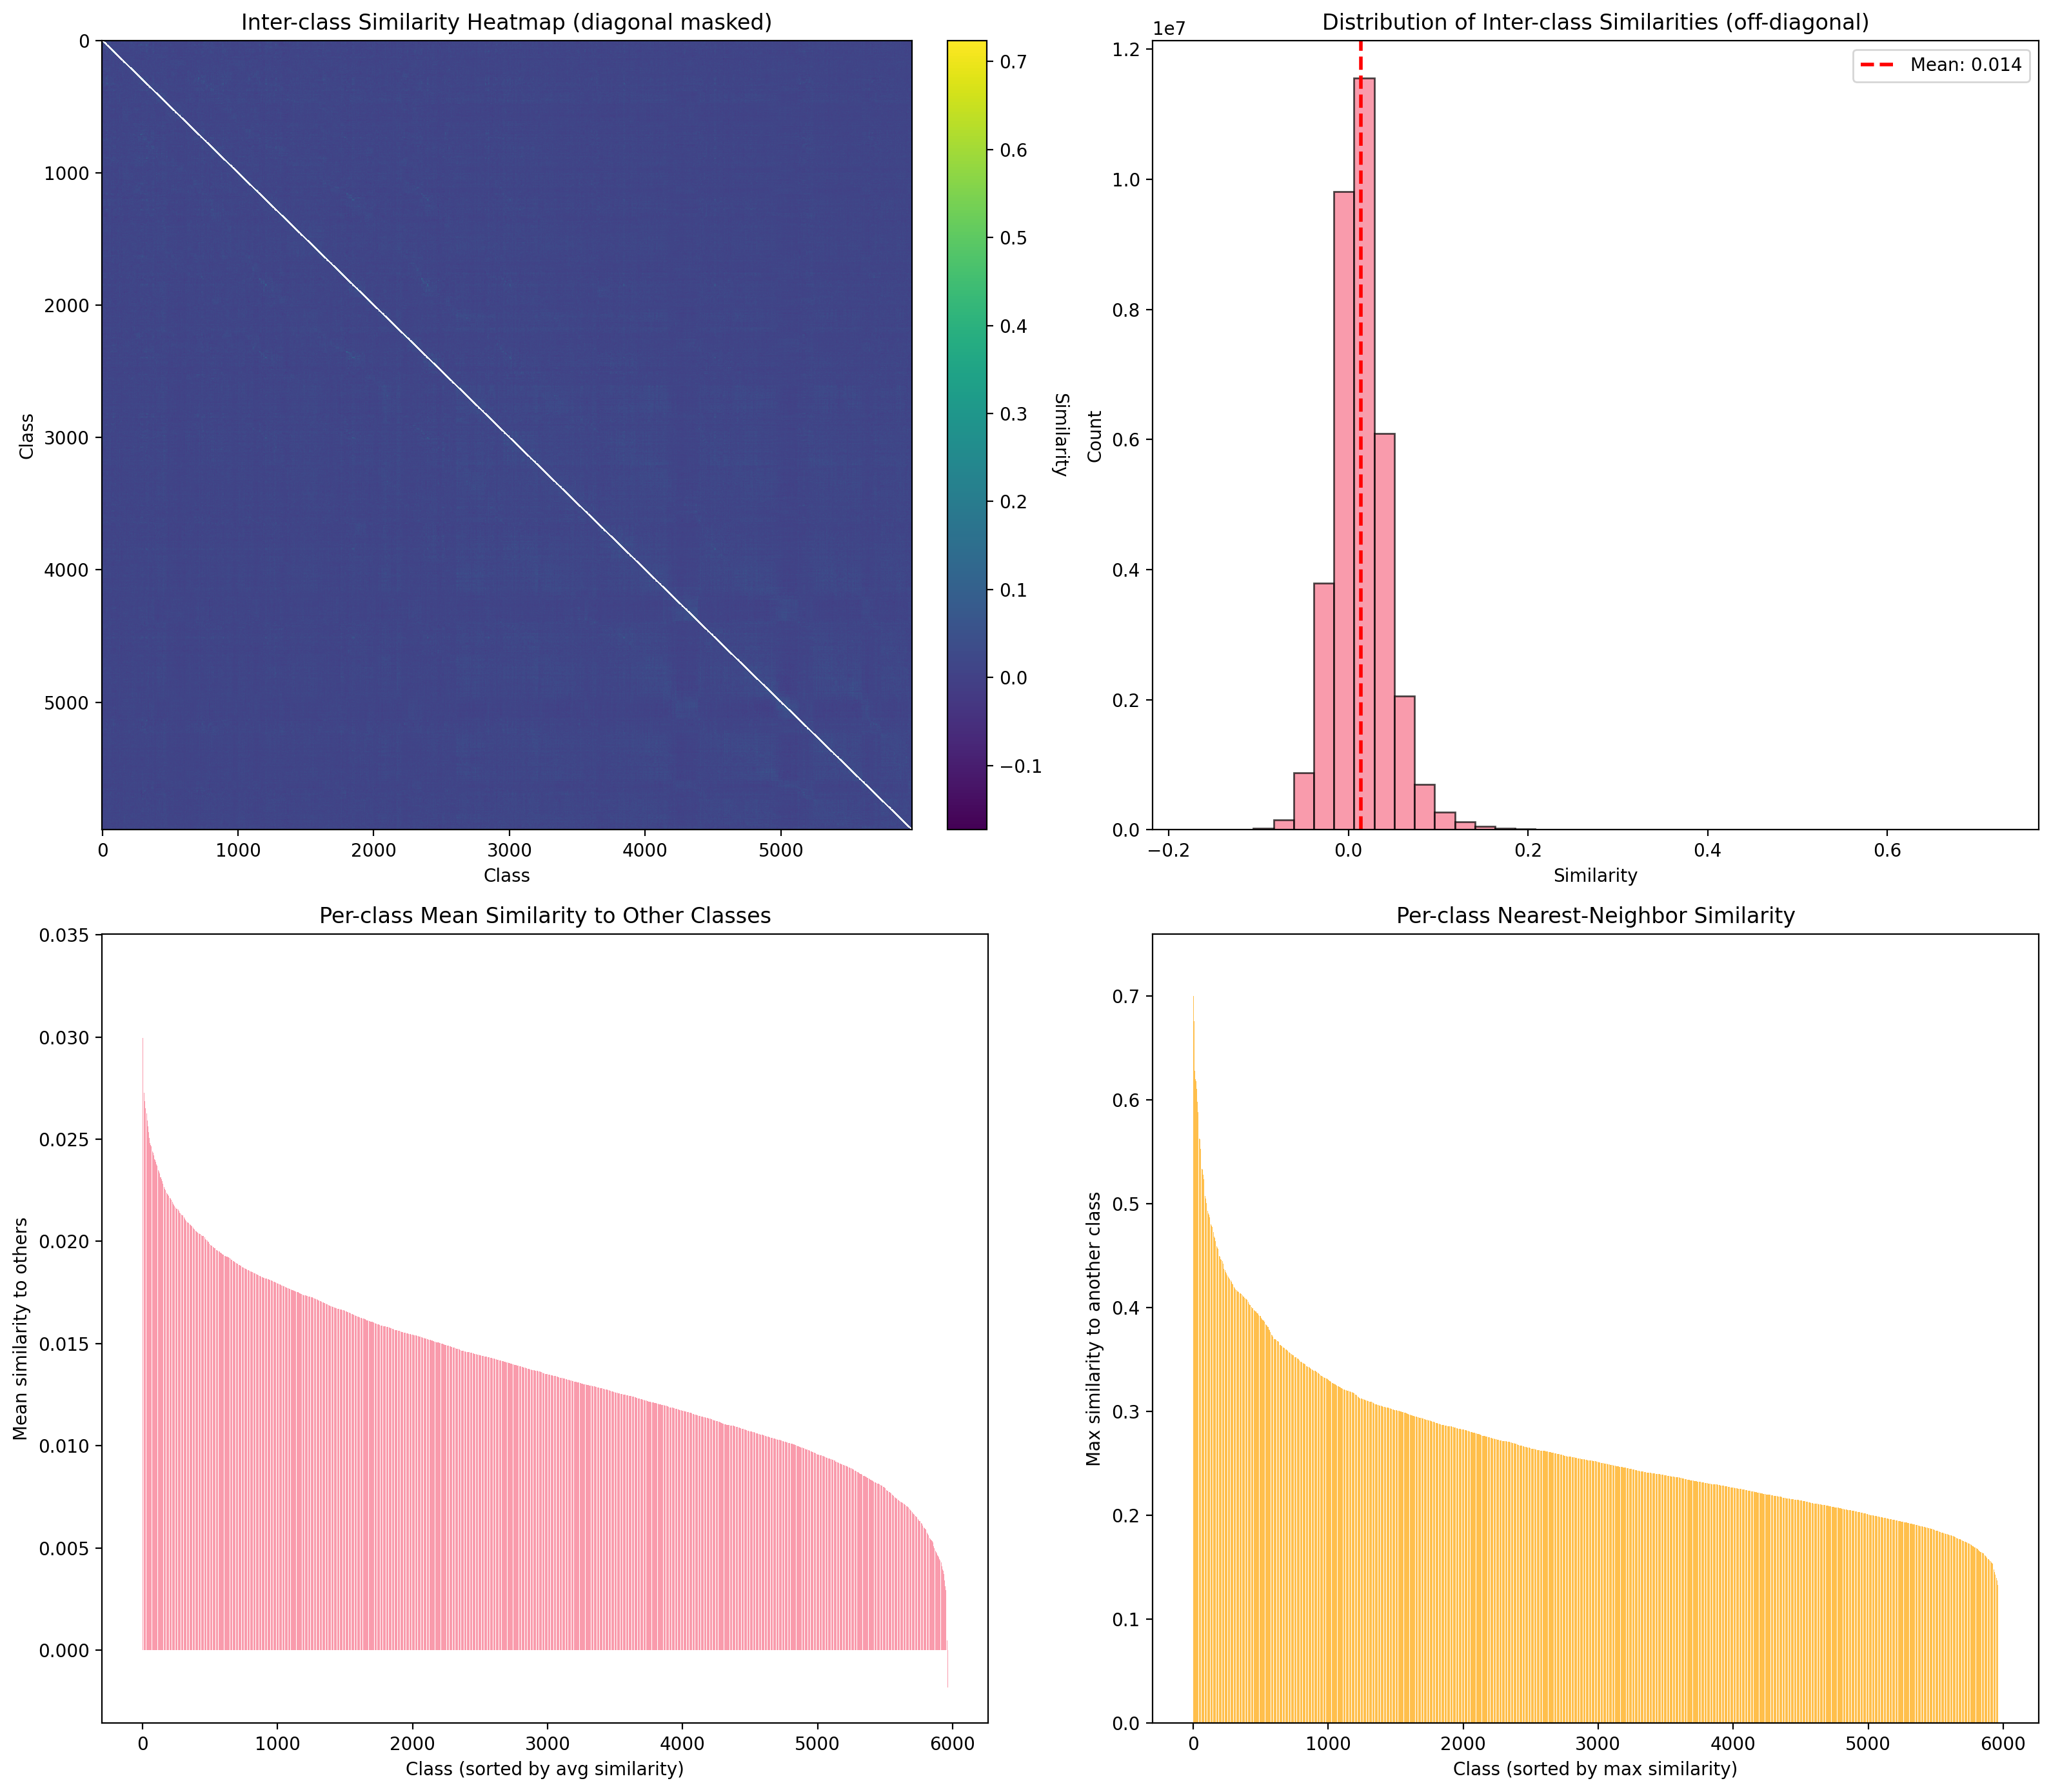 Inter-class Similarity Heatmap (diagonal masked)
0
1000
2000
3000
4000
5000
Class
0 1000 2000 3000 4000 5000
Class
0.7
0.6
0.5
0.4
0.3
0.2
0.1
0.0
−0.1
Similarity
Distribution of Inter-class Similarities (off-diagonal)
1e7
Mean: 0.014
1.2
1.0
0.8
0.6
0.4
0.2
0.0
Count
−0.2 0.0 0.2 0.4 0.6
Similarity
Per-class Mean Similarity to Other Classes
0.035
0.030
0.025
0.020
0.015
0.010
0.005
0.000
Mean similarity to others
0 1000 2000 3000 4000 5000 6000
Class (sorted by avg similarity)
Per-class Nearest-Neighbor Similarity
0.7
0.6
0.5
0.4
0.3
0.2
0.1
0.0
Max similarity to another class
0 1000 2000 3000 4000 5000 6000
Class (sorted by max similarity)